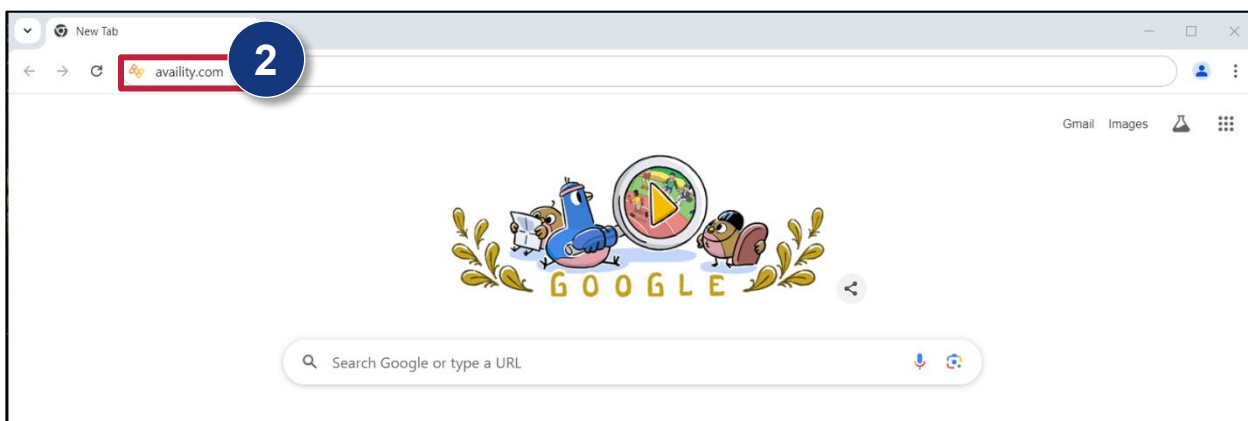 New Tab
2
availity.com
Gmail Images
GOOGLE
Search Google or type a URL